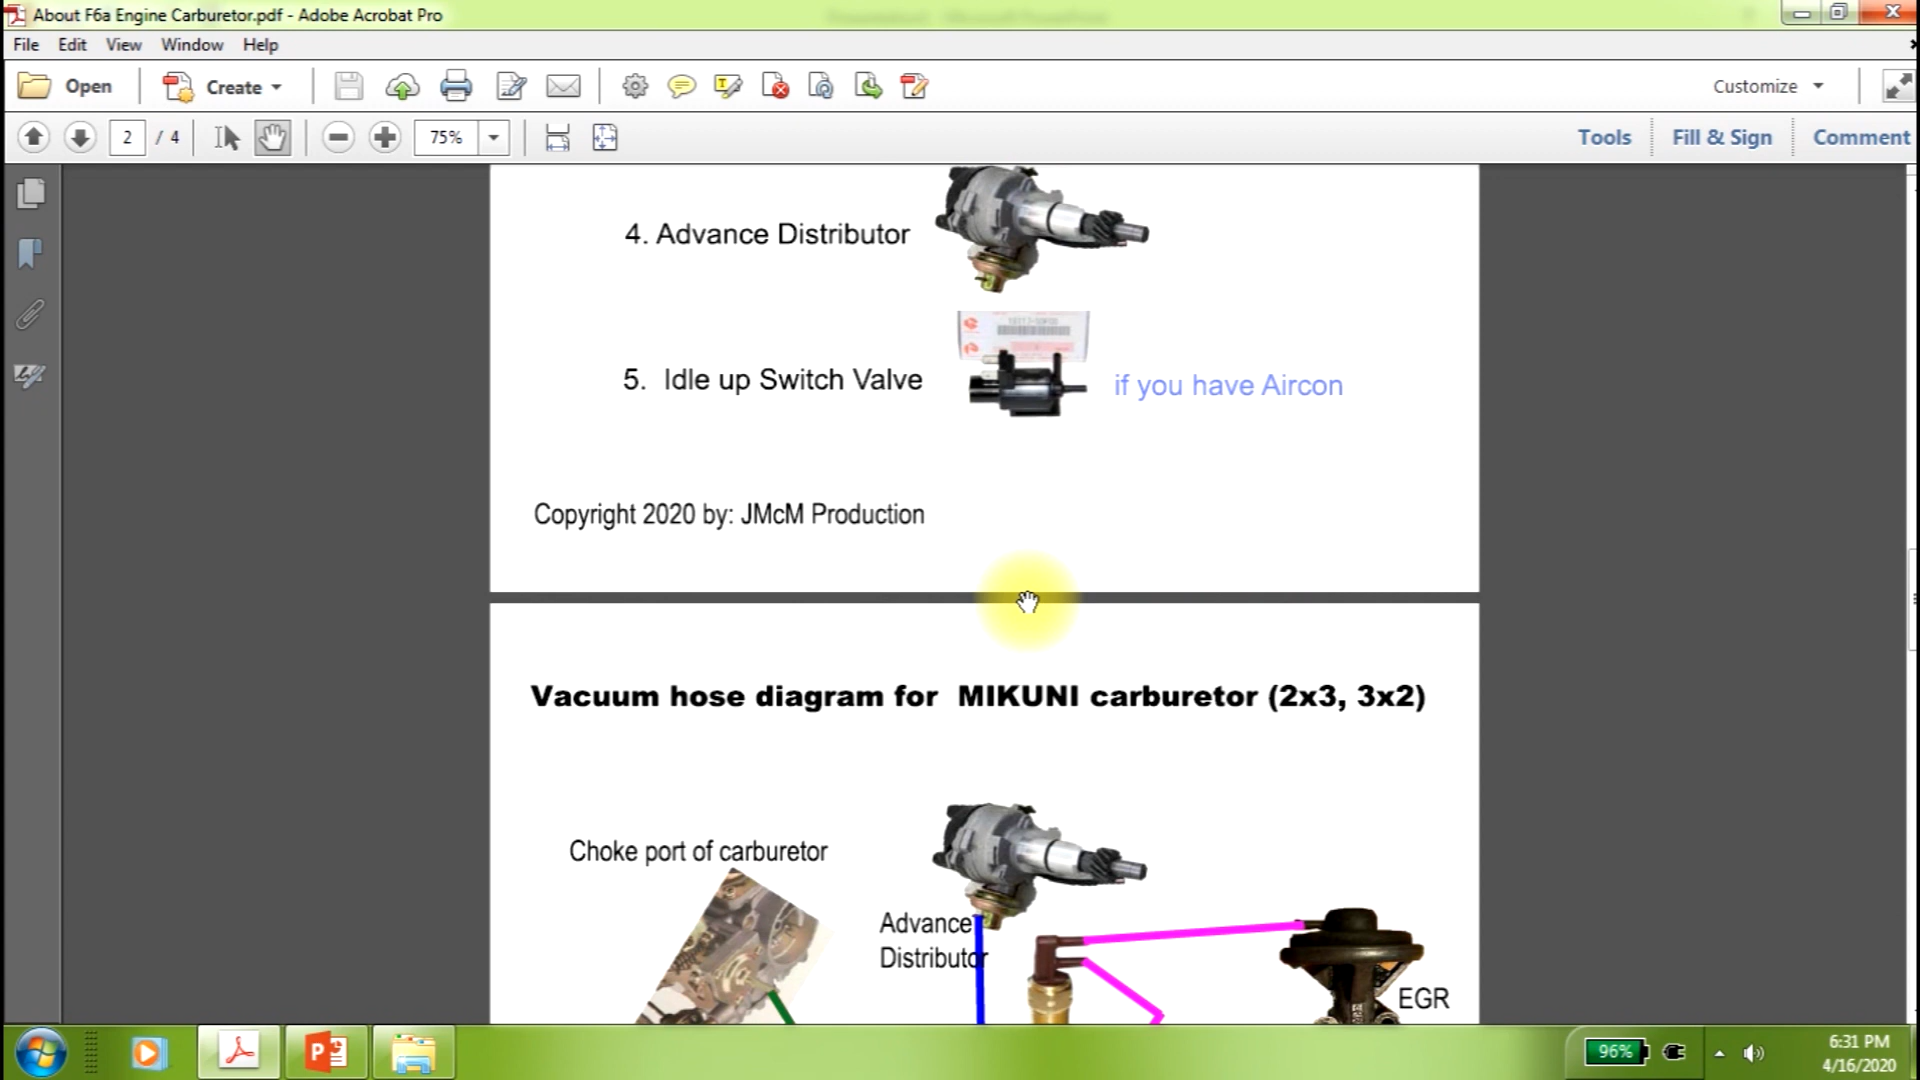 About F6a Engine Carburetor.pdf - Adobe Acrobat Pro
File Edit View Window Help
Open Create Customize
2 / 4 75% Tools Fill & Sign Comment
4. Advance Distributor
5. Idle up Switch Valve if you have Aircon
Copyright 2020 by: JMcM Production
Vacuum hose diagram for MIKUNI carburetor (2x3, 3x2)
Choke port of carburetor
Advance
Distributor
EGR
96% 6:31 PM
4/16/2020